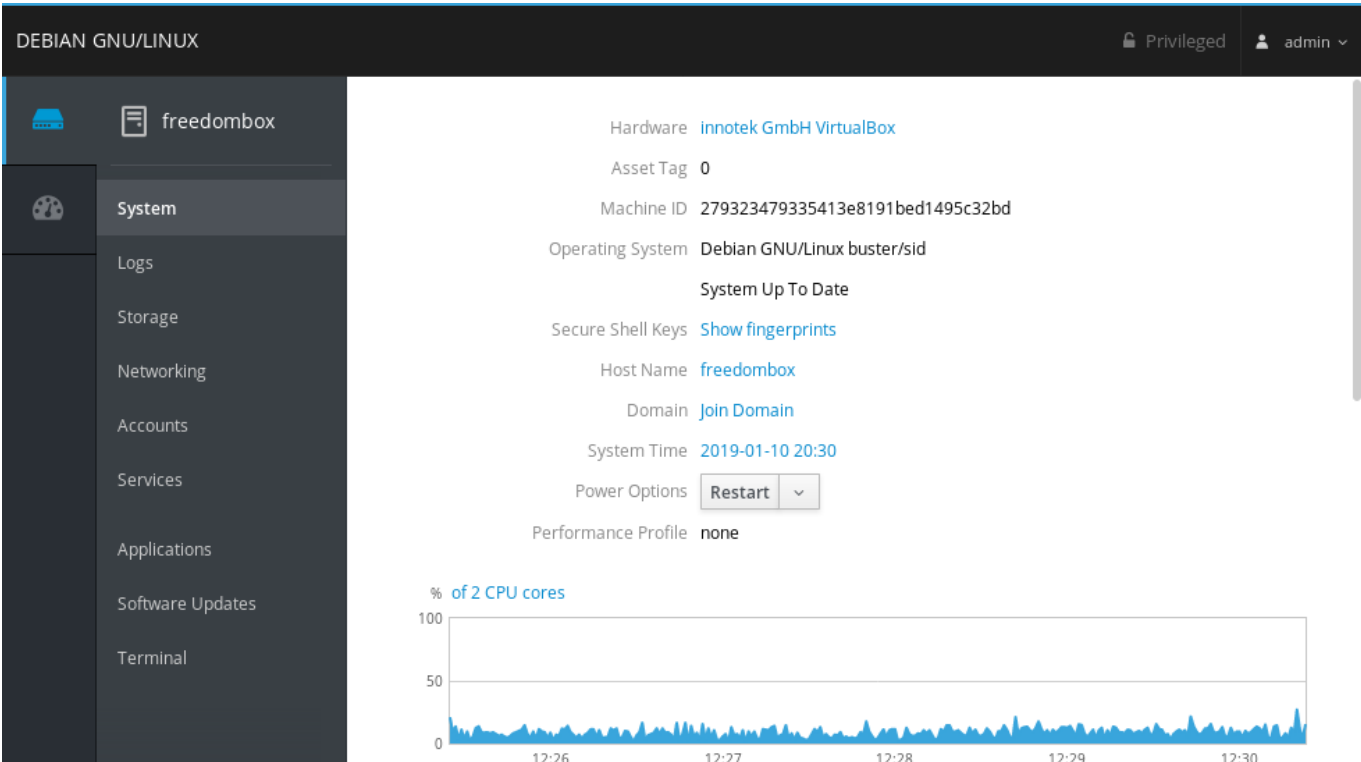 DEBIAN GNU/LINUX
Privileged
admin
freedombox
System
Logs
Storage
Networking
Accounts
Services
Applications
Software Updates
Terminal
Hardware innotek GmbH VirtualBox
Asset Tag 0
Machine ID 279323479335413e8191bed1495c32bd
Operating System Debian GNU/Linux buster/sid
System Up To Date
Secure Shell Keys Show fingerprints
Host Name freedombox
Domain Join Domain
System Time 2019-01-10 20:30
Power Options Restart
Performance Profile none
% of 2 CPU cores
100
50
0
12:26 12:27 12:28 12:29 12:30